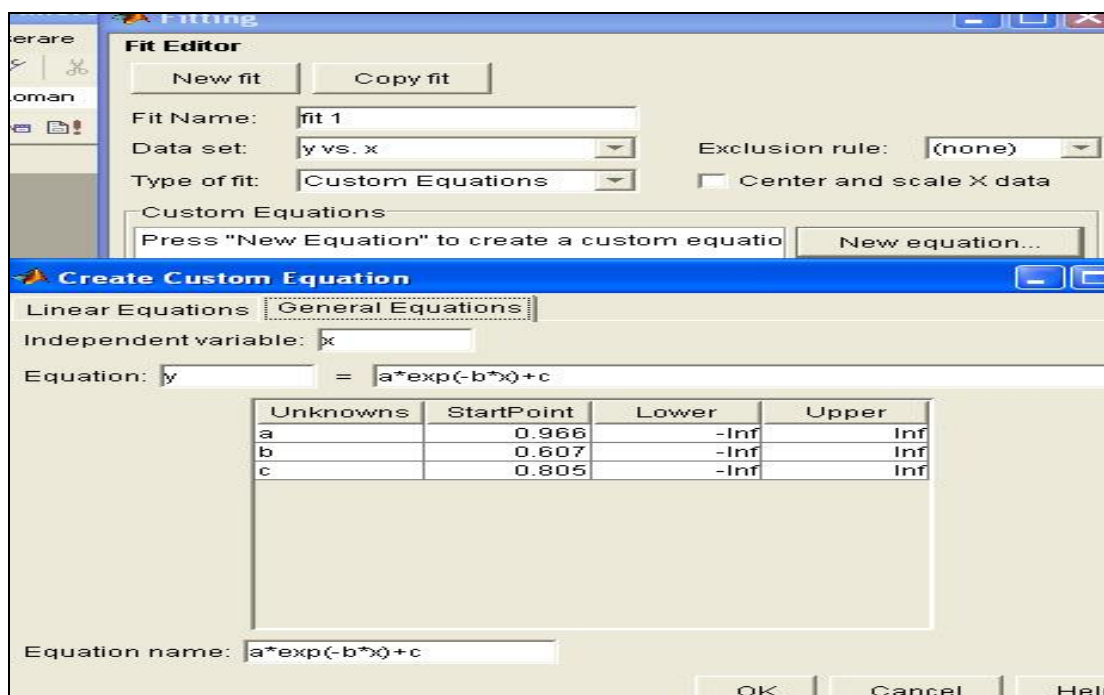 Fitting
erare
Fit Editor
New fit Copy fit
oman
Fit Name: fit 1
Data set: y vs. x Exclusion rule: (none)
Type of fit: Custom Equations Center and scale X data
Custom Equations
Press "New Equation" to create a custom equatio New equation...
Create Custom Equation
Linear Equations General Equations
Independent variable: x
Equation: y = a*exp(-b*x)+c
Unknowns StartPoint Lower Upper
a 0.966 -Inf Inf
b 0.607 -Inf Inf
c 0.805 -Inf Inf
Equation name: a*exp(-b*x)+c
OK Cancel Help